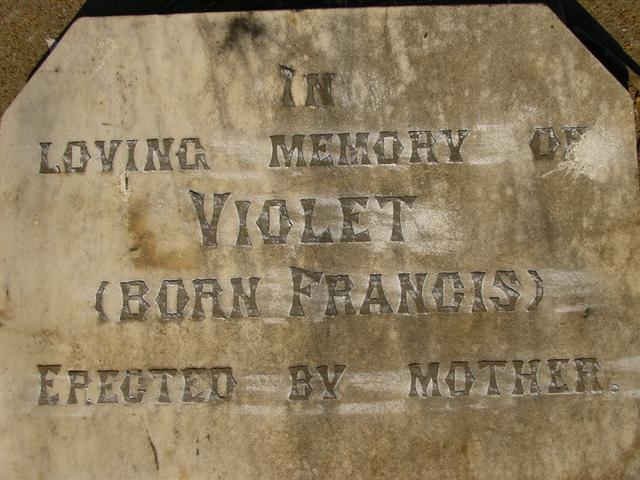 IN
LOVING MEMORY OF
VIOLET
(BORN FRANCIS)
ERECTED BY MOTHER.